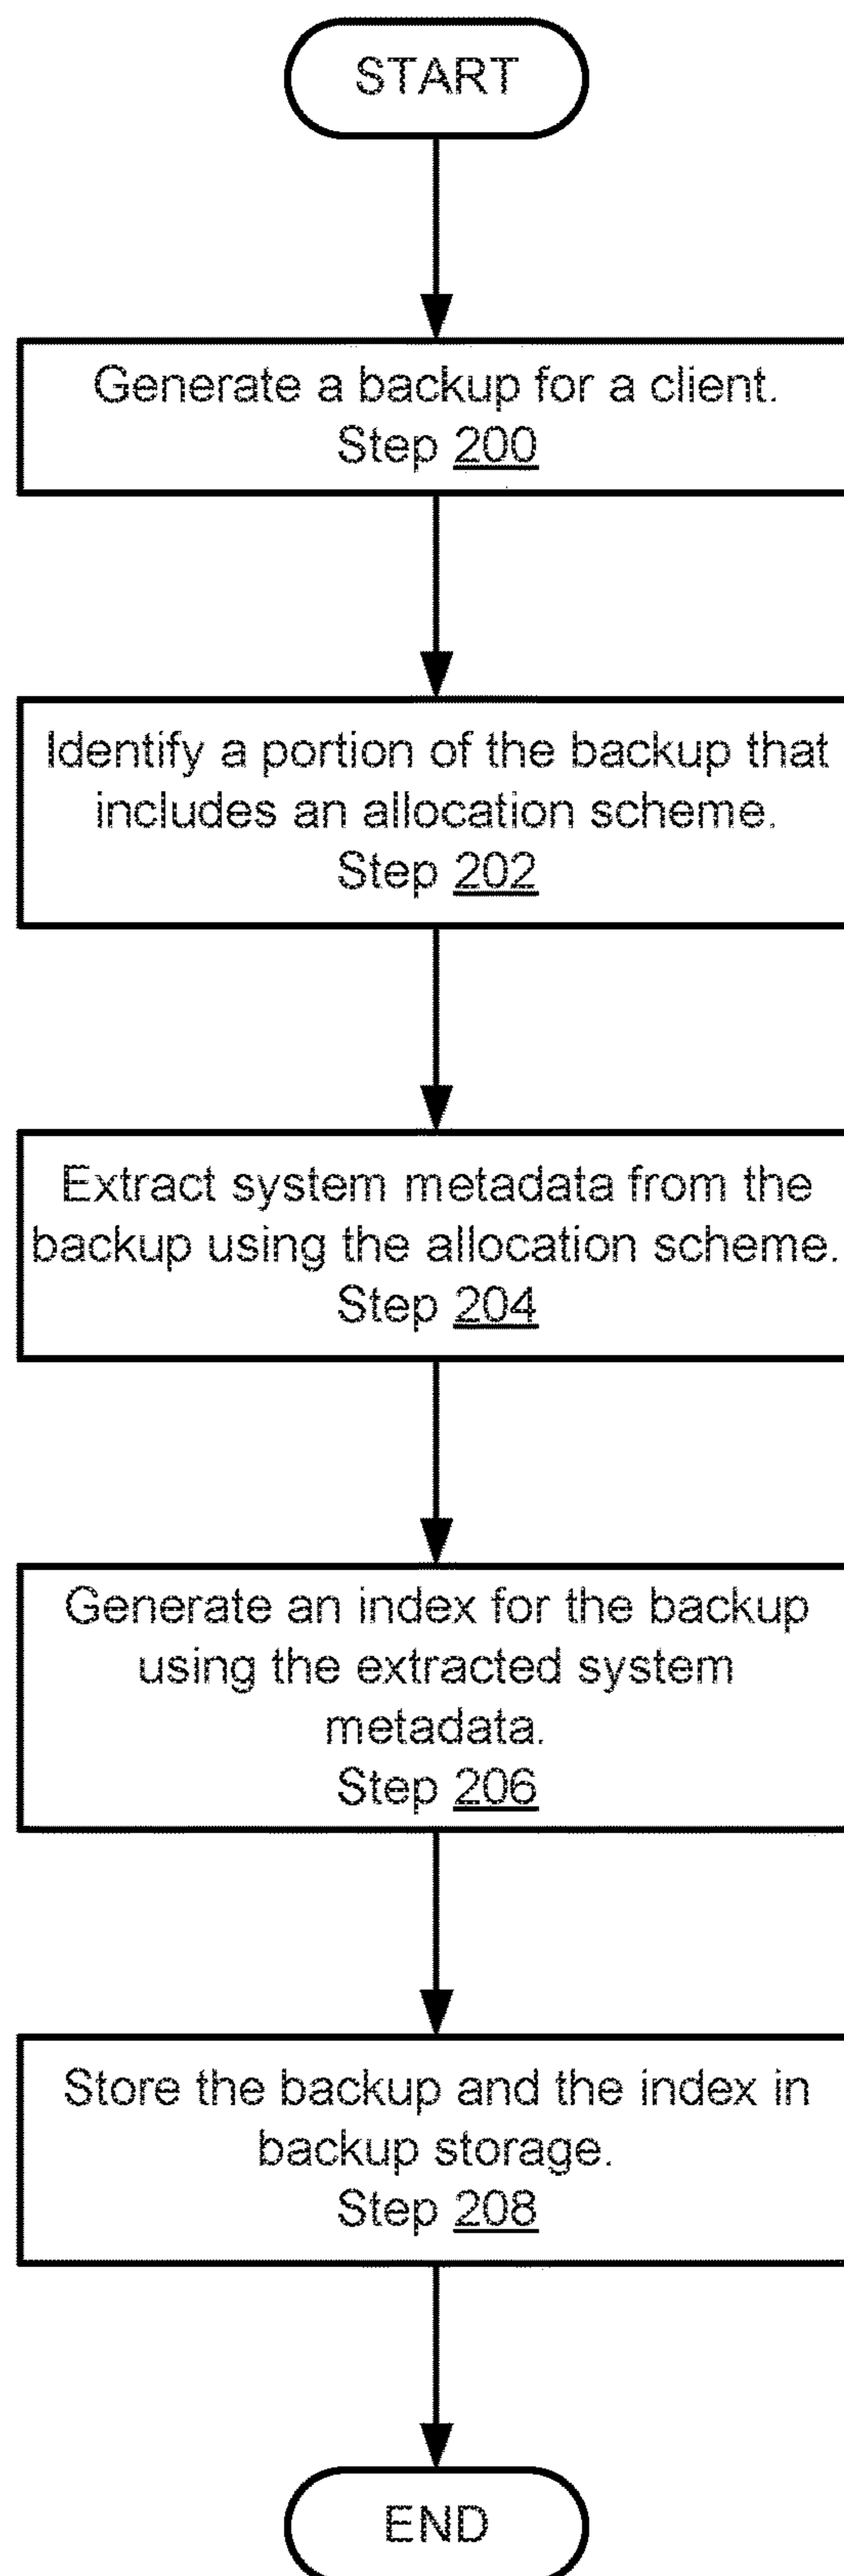 START
Generate a backup for a client.
Step 200
Identify a portion of the backup that
includes an allocation scheme.
Step 202
Extract system metadata from the
backup using the allocation scheme.
Step 204
Generate an index for the backup
using the extracted system
metadata.
Step 206
Store the backup and the index in
backup storage.
Step 208
END